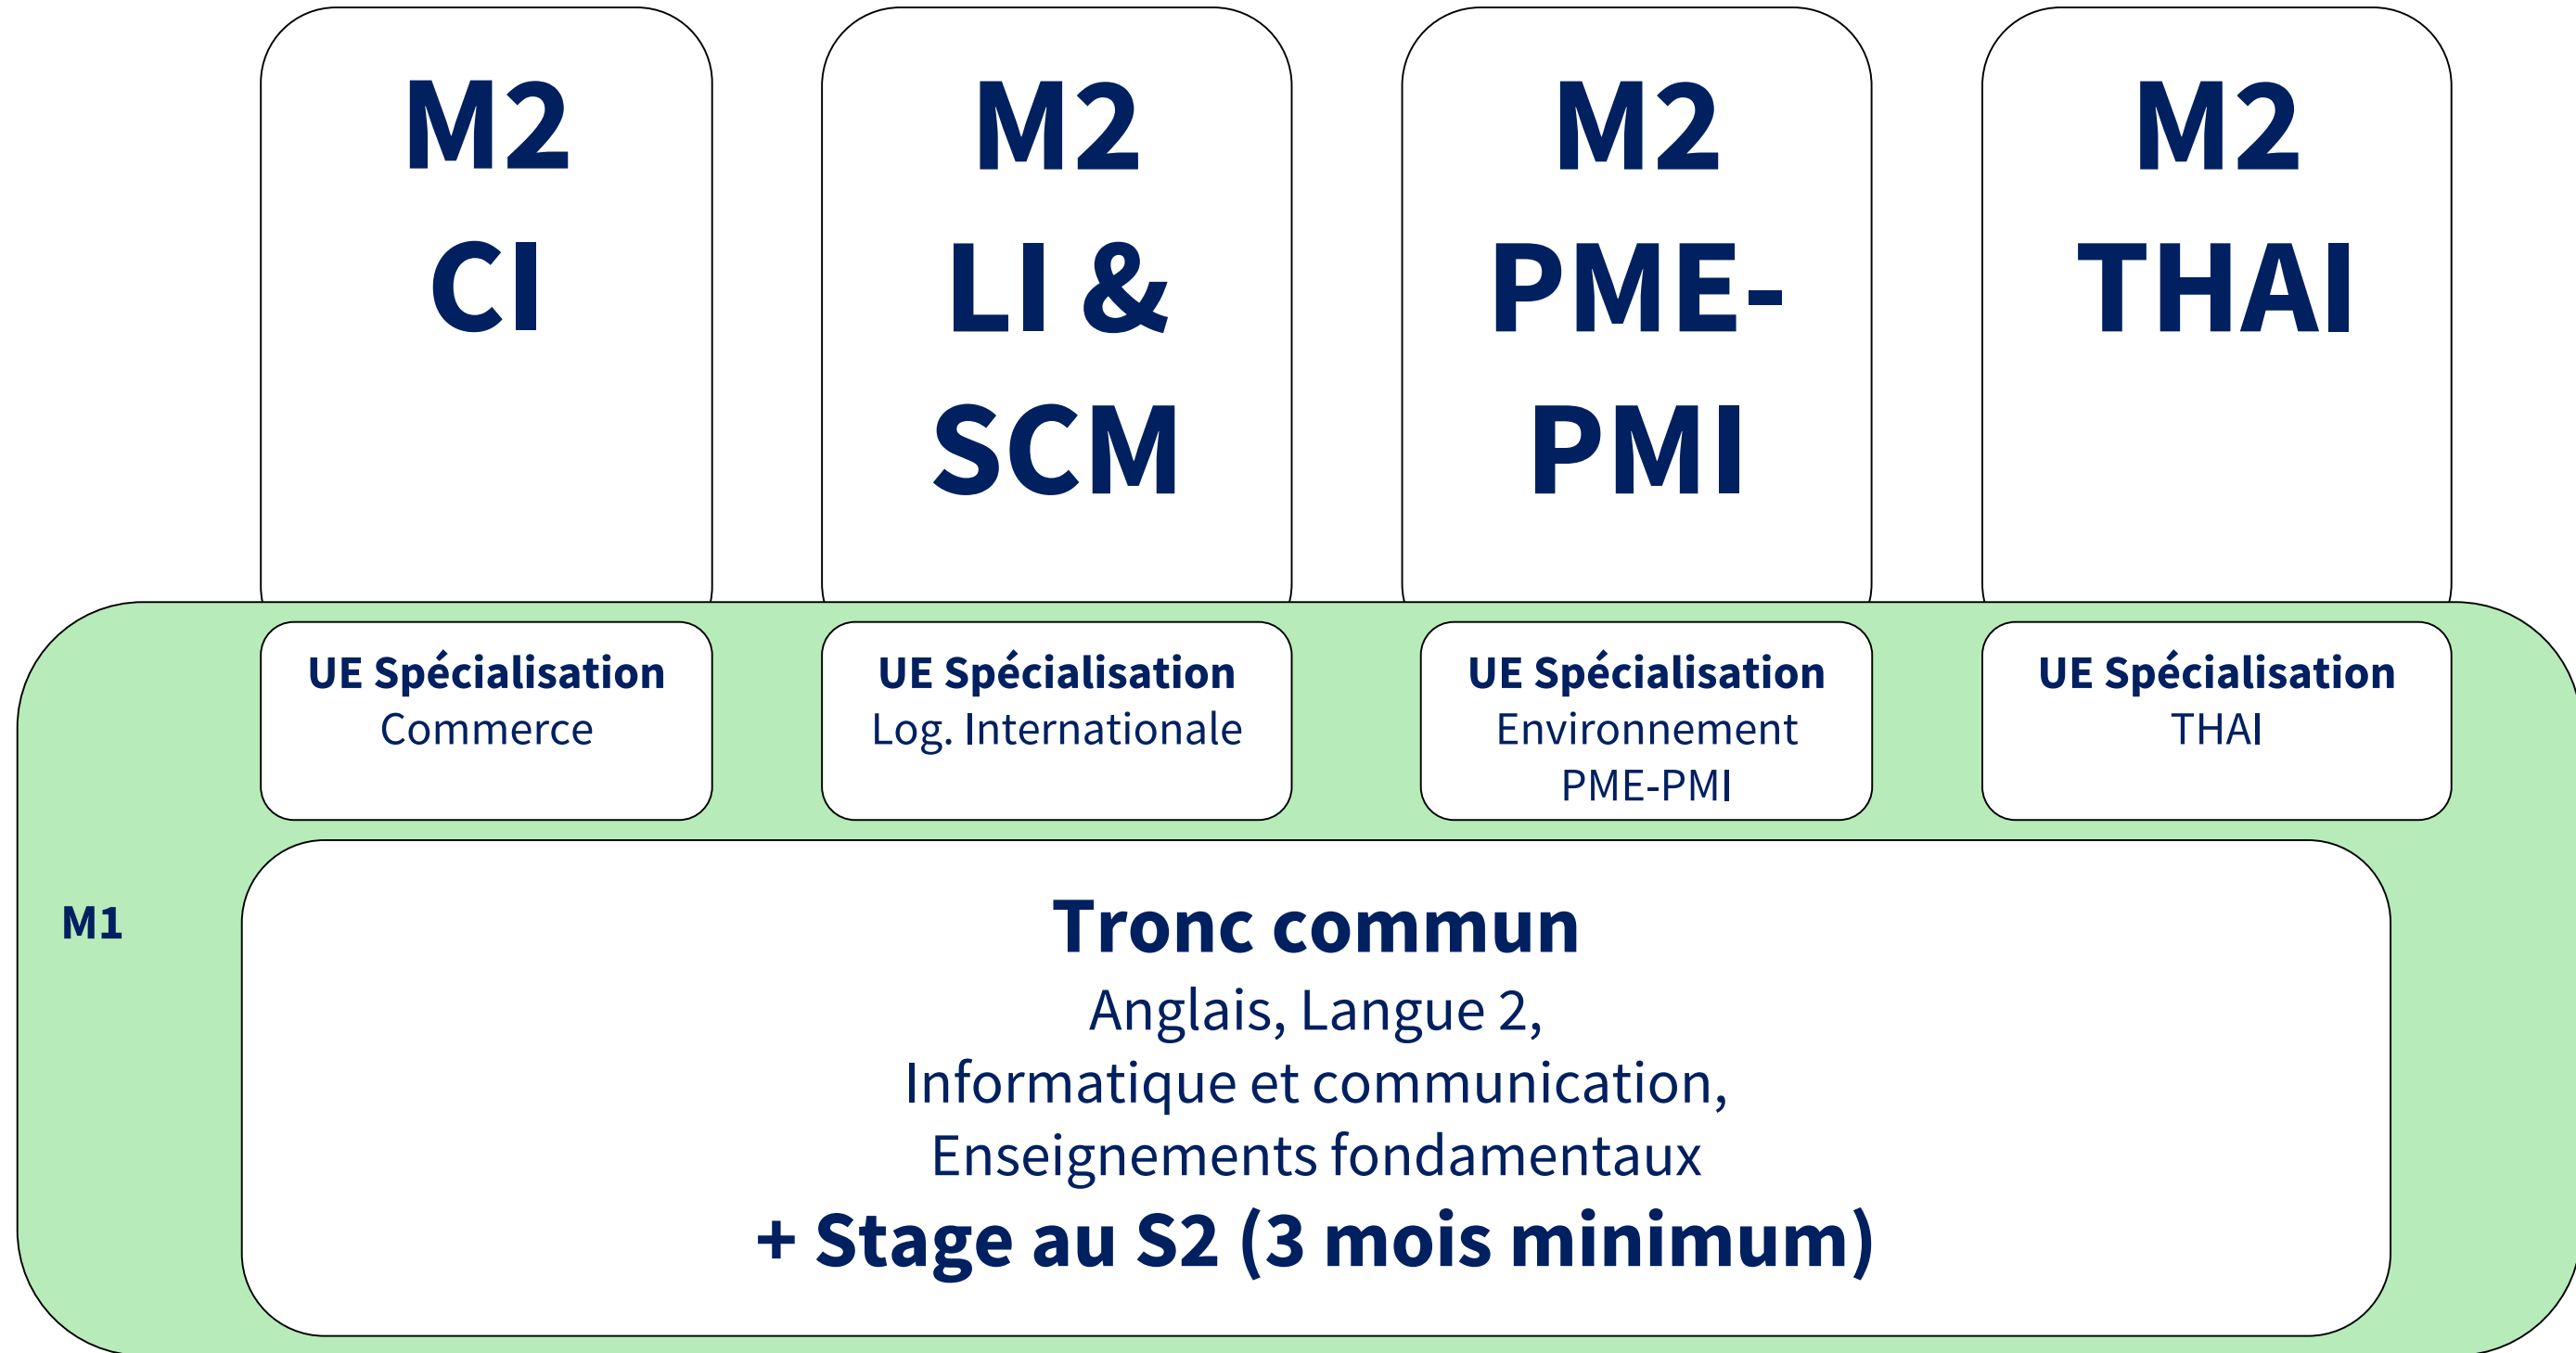 M2
CI
M2
LI &
SCM
M2
PME-
PMI
M2
THAI
UE Spécialisation
Commerce
UE Spécialisation
Log. Internationale
UE Spécialisation
Environnement
PME-PMI
UE Spécialisation
THAI
M1
Tronc commun
Anglais, Langue 2,
Informatique et communication,
Enseignements fondamentaux
+ Stage au S2 (3 mois minimum)